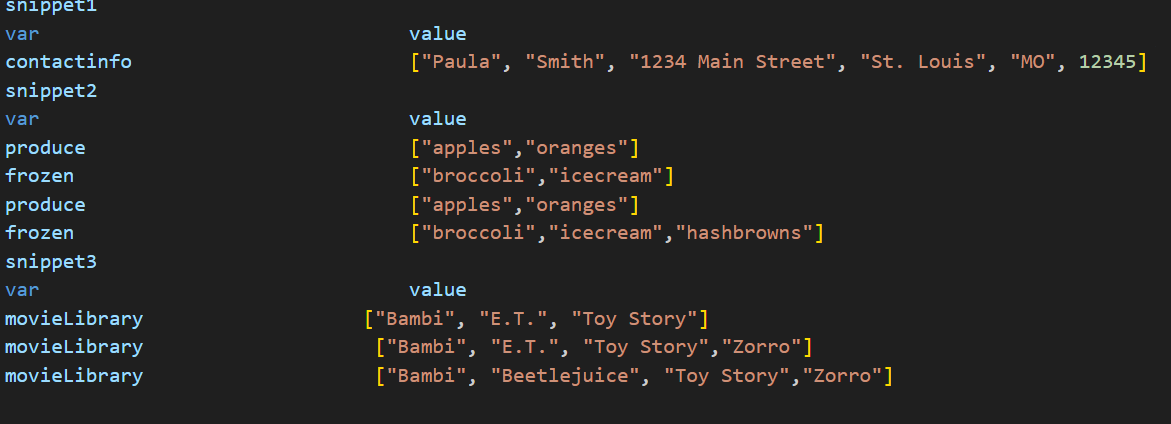 snippet1
var value
contactinfo ["Paula", "Smith", "1234 Main Street", "St. Louis", "MO", 12345]
snippet2
var value
produce ["apples","oranges"]
frozen ["broccoli","icecream"]
produce ["apples","oranges"]
frozen ["broccoli","icecream","hashbrowns"]
snippet3
var value
movieLibrary ["Bambi", "E.T.", "Toy Story"]
movieLibrary ["Bambi", "E.T.", "Toy Story","Zorro"]
movieLibrary ["Bambi", "Beetlejuice", "Toy Story","Zorro"]